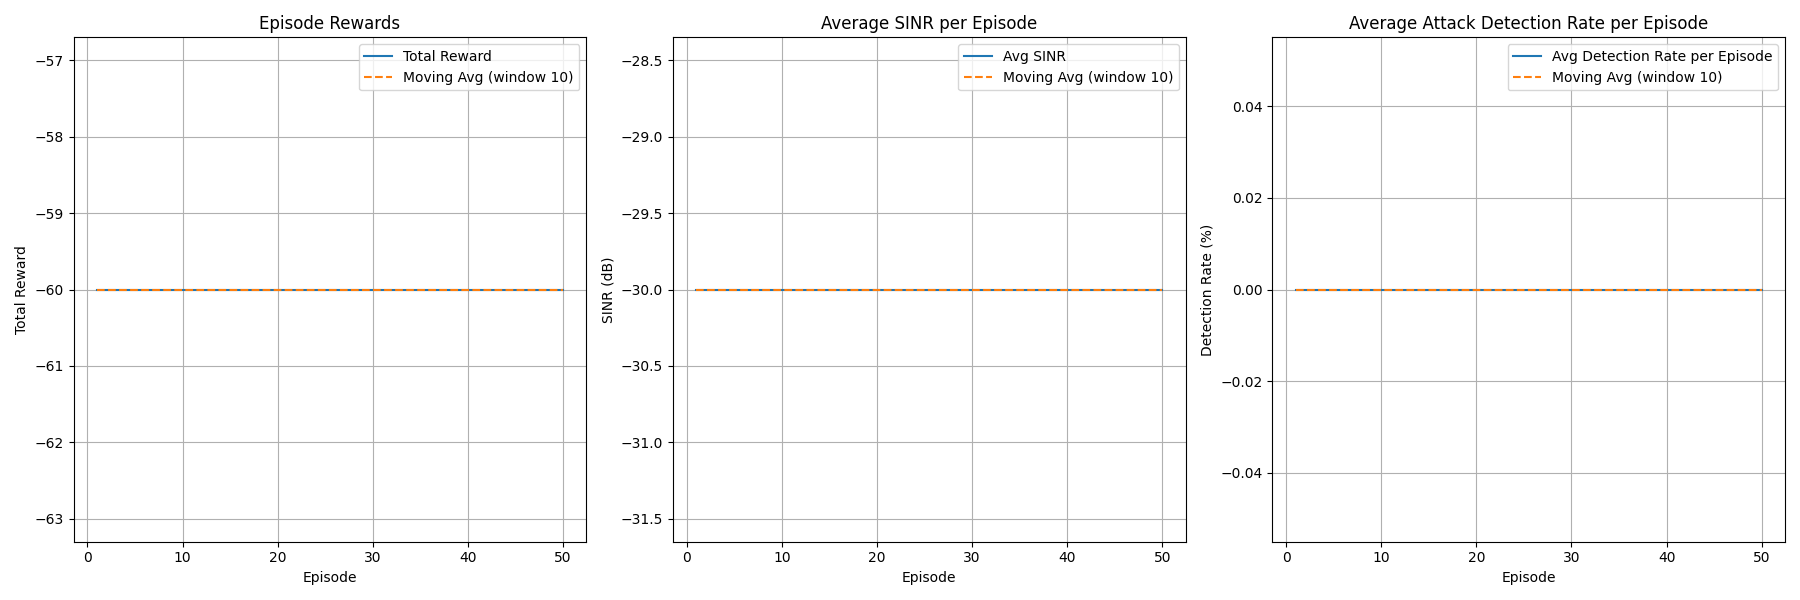 Episode Rewards
Total Reward
Moving Avg (window 10)
−57
−58
−59
−60
−61
−62
−63
Total Reward
0 10 20 30 40 50
Episode
Average SINR per Episode
Avg SINR
Moving Avg (window 10)
−28.5
−29.0
−29.5
−30.0
−30.5
−31.0
−31.5
SINR (dB)
0 10 20 30 40 50
Episode
Average Attack Detection Rate per Episode
Avg Detection Rate per Episode
Moving Avg (window 10)
0.04
0.02
0.00
−0.02
−0.04
Detection Rate (%)
0 10 20 30 40 50
Episode